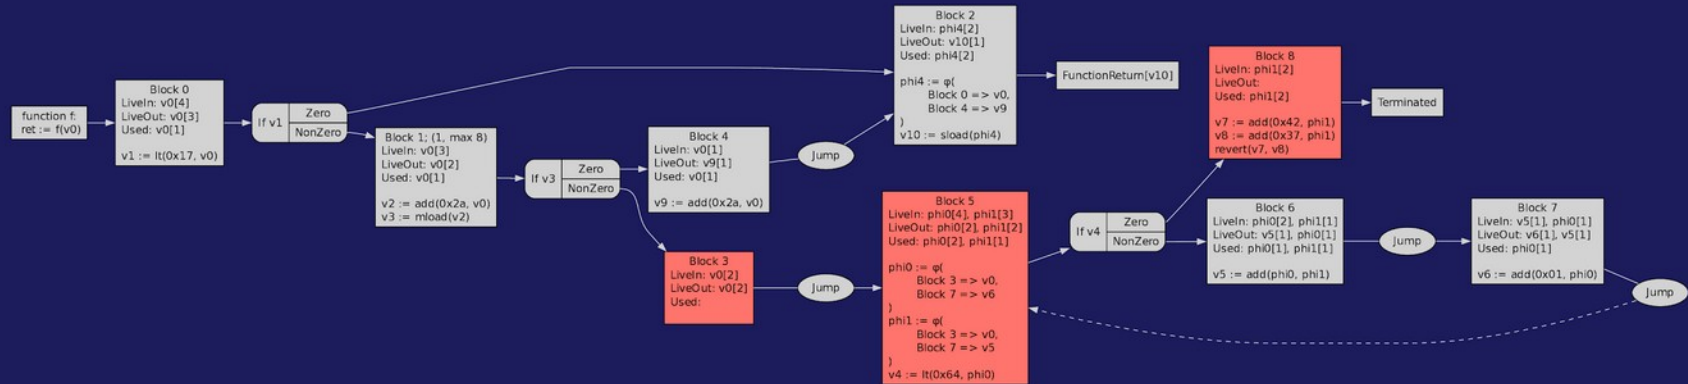 function f:
ret := f(v0)
Block 0
LiveIn: v0[4]
LiveOut: v0[3]
Used: v0[1]
v1 := lt(0x17, v0)
If v1
Zero
NonZero
Block 1; (1, max 8)
LiveIn: v0[3]
LiveOut: v0[2]
Used: v0[1]
v2 := add(0x2a, v0)
v3 := mload(v2)
If v3
Zero
NonZero
Block 4
LiveIn: v0[1]
LiveOut: v9[1]
Used: v0[1]
v9 := add(0x2a, v0)
Jump
Block 2
LiveIn: phi4[2]
LiveOut: v10[1]
Used: phi4[2]
phi4 := φ(
Block 0 => v0,
Block 4 => v9
)
v10 := sload(phi4)
FunctionReturn[v10]
Block 3
LiveIn: v0[2]
LiveOut: v0[2]
Used:
Jump
Block 5
LiveIn: phi0[4], phi1[3]
LiveOut: phi0[2], phi1[2]
Used: phi0[2], phi1[1]
phi0 := φ(
Block 3 => v0,
Block 7 => v6
)
phi1 := φ(
Block 3 => v0,
Block 7 => v5
)
v4 := lt(0x64, phi0)
If v4
Zero
NonZero
Block 8
LiveIn: phi1[2]
LiveOut:
Used: phi1[2]
v7 := add(0x42, phi1)
v8 := add(0x37, phi1)
revert(v7, v8)
Terminated
Block 6
LiveIn: phi0[2], phi1[1]
LiveOut: v5[1], phi0[1]
Used: phi0[1], phi1[1]
v5 := add(phi0, phi1)
Jump
Block 7
LiveIn: v5[1], phi0[1]
LiveOut: v6[1], v5[1]
Used: phi0[1]
v6 := add(0x01, phi0)
Jump